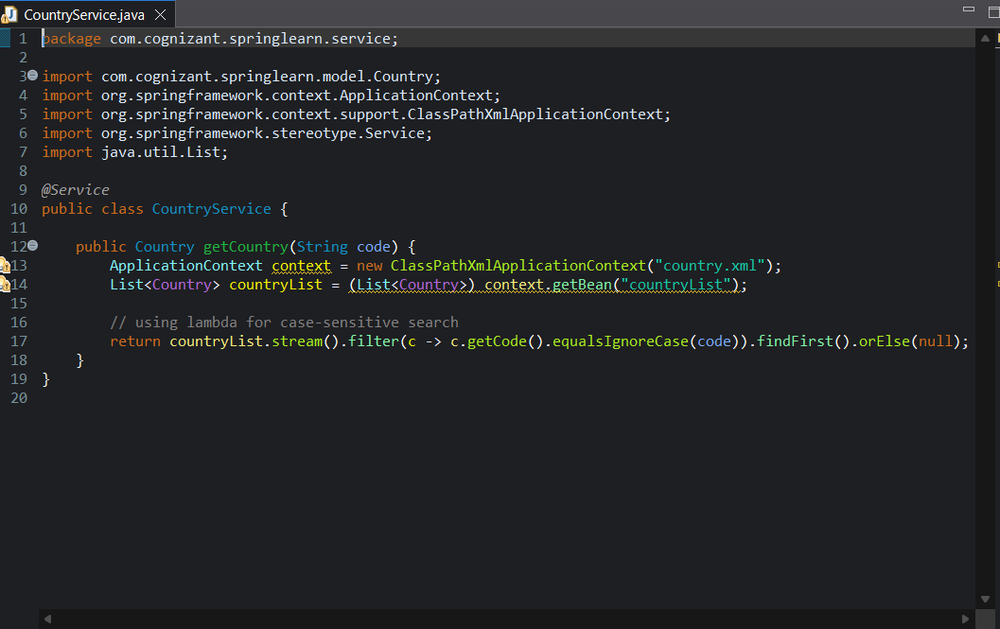 CountryService.java
1 package com.cognizant.springlearn.service;
2
3 import com.cognizant.springlearn.model.Country;
4 import org.springframework.context.ApplicationContext;
5 import org.springframework.context.support.ClassPathXmlApplicationContext;
6 import org.springframework.stereotype.Service;
7 import java.util.List;
8
9 @Service
10 public class CountryService {
11
12     public Country getCountry(String code) {
13         ApplicationContext context = new ClassPathXmlApplicationContext("country.xml");
14         List<Country> countryList = (List<Country>) context.getBean("countryList");
15
16         // using lambda for case-sensitive search
17         return countryList.stream().filter(c -> c.getCode().equalsIgnoreCase(code)).findFirst().orElse(null);
18     }
19 }
20